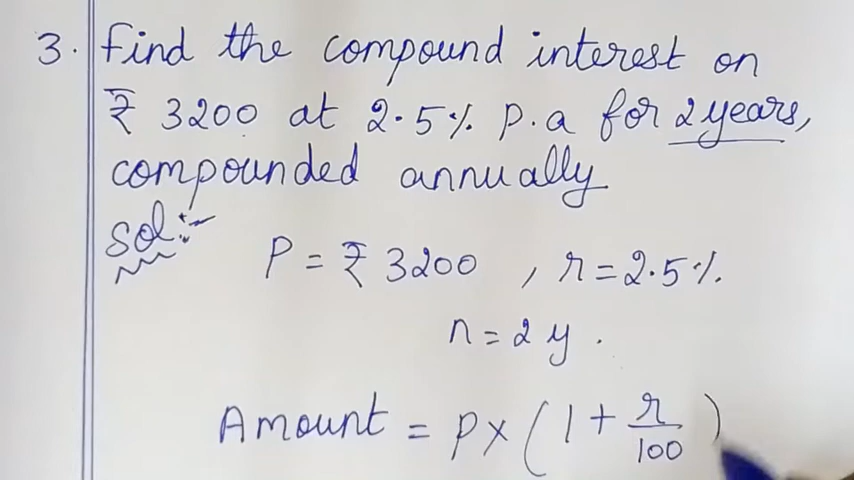 3. Find the compound interest on
₹ 3200 at 2.5% p.a for 2 years,
compounded annually
Sol:-
P = ₹ 3200 , r = 2.5%.
n = 2 y.
Amount = P × ( 1 + r/100 )